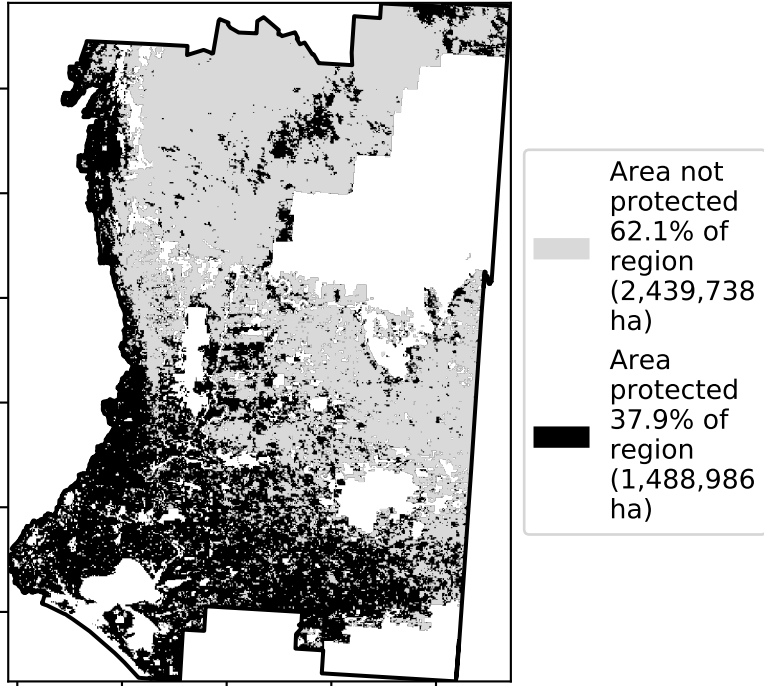 Area not
protected
62.1% of
region
(2,439,738
ha)
Area
protected
37.9% of
region
(1,488,986
ha)